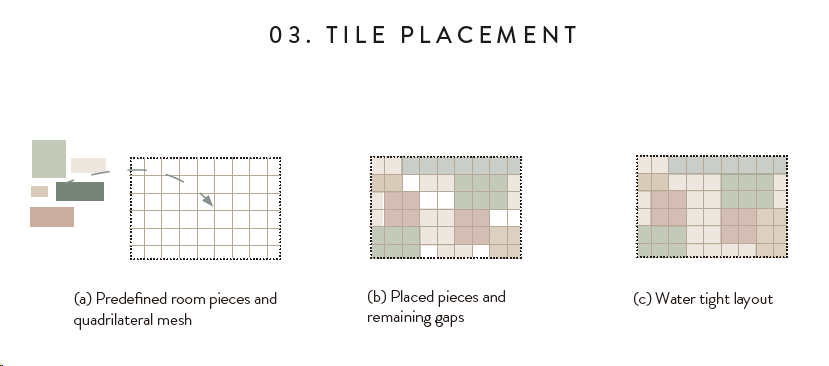 03. TILE PLACEMENT
(a) Predefined room pieces and
quadrilateral mesh
(b) Placed pieces and
remaining gaps
(c) Water tight layout